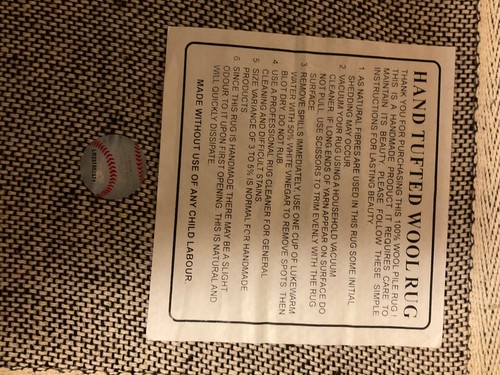 HAND TUFTED WOOL RUG
THANK YOU FOR PURCHASING THIS 100% WOOL PILE RUG!
THIS IS A HANDMADE PRODUCT IT REQUIRES CARE TO
MAINTAIN ITS BEAUTY. PLEASE FOLLOW THESE SIMPLE
INSTRUCTIONS FOR LASTING BEAUTY.
1 AS NATURAL FIBRES ARE USED IN THIS RUG SOME INITIAL
SHEDDING MAY OCCUR
2 VACUUM YOUR RUG USING A HOUSEHOLD VACUUM
CLEANER. IF LONG ENDS OF YARN APPEAR ON SURFACE DO
NOT PULL. USE SCISSORS TO TRIM EVENLY WITH THE RUG
SURFACE
3 REMOVE SPILLS IMMEDIATELY. USE ONE CUP OF LUKEWARM
WATER WITH 50% WHITE VINEGAR TO REMOVE SPOTS. THEN
BLOT DRY. DO NOT RUB.
4 USE A PROFESSIONAL RUG CLEANER FOR GENERAL
CLEANING AND DIFFICULT STAINS.
5 SIZE VARIANCE OF 3 TO 5% IS NORMAL FOR HANDMADE
PRODUCTS
6 SINCE THIS RUG IS HANDMADE THERE MAY BE A SLIGHT
ODOUR TO IT UPON FIRST OPENING. THIS IS NATURAL AND
WILL QUICKLY DISSIPATE
MADE WITHOUT USE OF ANY CHILD LABOUR